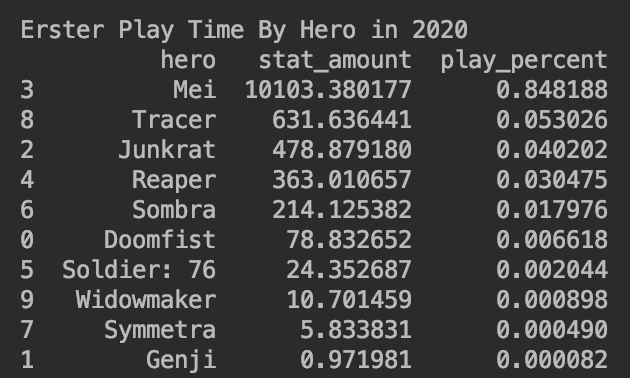 Erster Play Time By Hero in 2020
hero stat_amount play_percent
3 Mei 10103.380177 0.848188
8 Tracer 631.636441 0.053026
2 Junkrat 478.879180 0.040202
4 Reaper 363.010657 0.030475
6 Sombra 214.125382 0.017976
0 Doomfist 78.832652 0.006618
5 Soldier: 76 24.352687 0.002044
9 Widowmaker 10.701459 0.000898
7 Symmetra 5.833831 0.000490
1 Genji 0.971981 0.000082